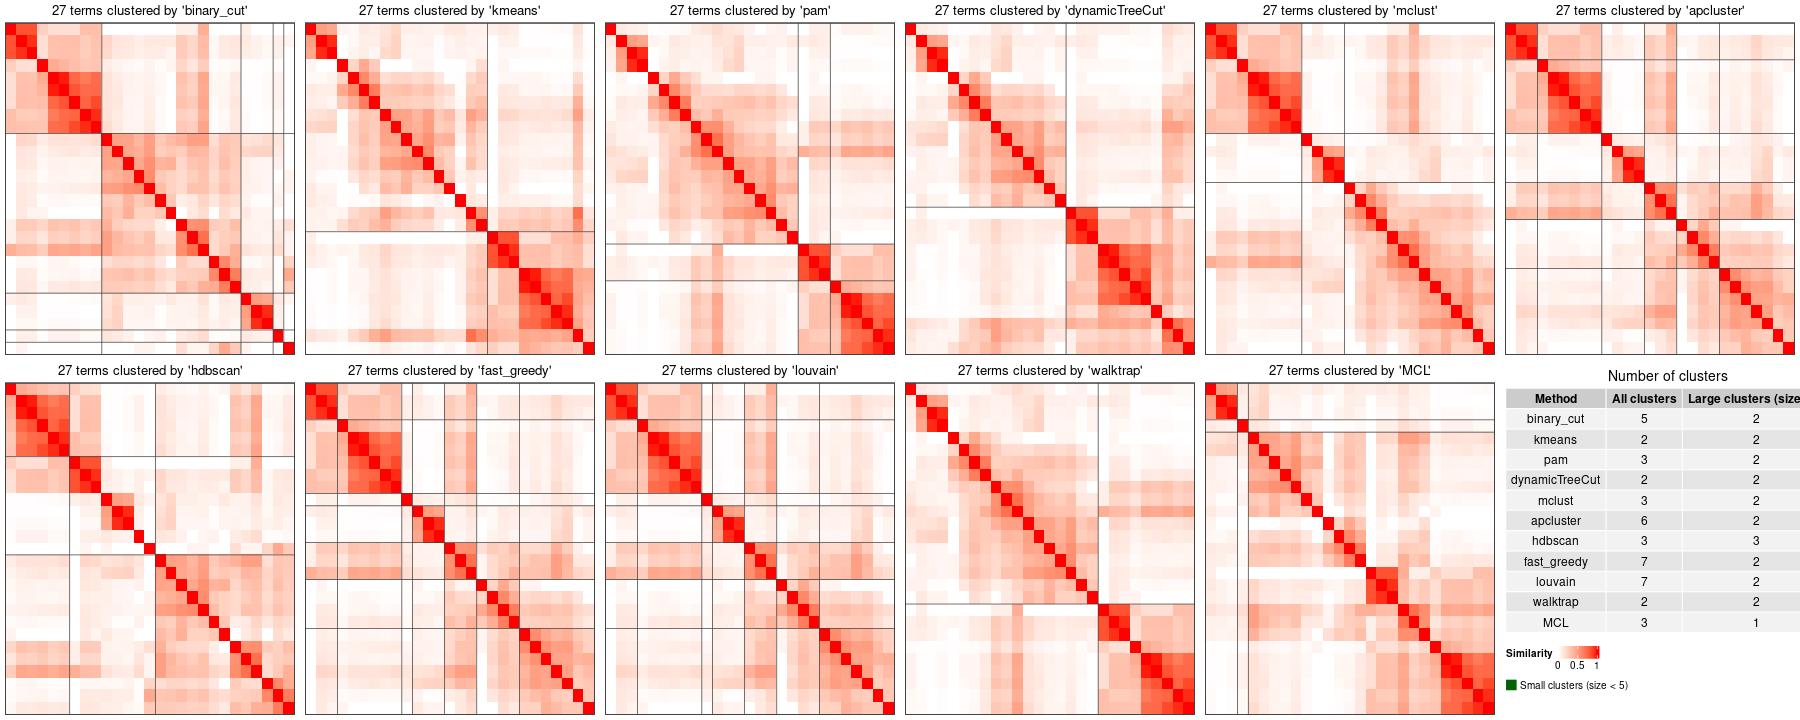 27 terms clustered by 'binary_cut'
27 terms clustered by 'kmeans'
27 terms clustered by 'pam'
27 terms clustered by 'dynamicTreeCut'
27 terms clustered by 'mclust'
27 terms clustered by 'apcluster'
27 terms clustered by 'hdbscan'
27 terms clustered by 'fast_greedy'
27 terms clustered by 'louvain'
27 terms clustered by 'walktrap'
27 terms clustered by 'MCL'
Number of clusters
Method All clusters Large clusters (size
binary_cut 5 2
kmeans 2 2
pam 3 2
dynamicTreeCut 2 2
mclust 3 2
apcluster 6 2
hdbscan 3 3
fast_greedy 7 2
louvain 7 2
walktrap 2 2
MCL 3 1
Similarity
0 0.5 1
Small clusters (size < 5)